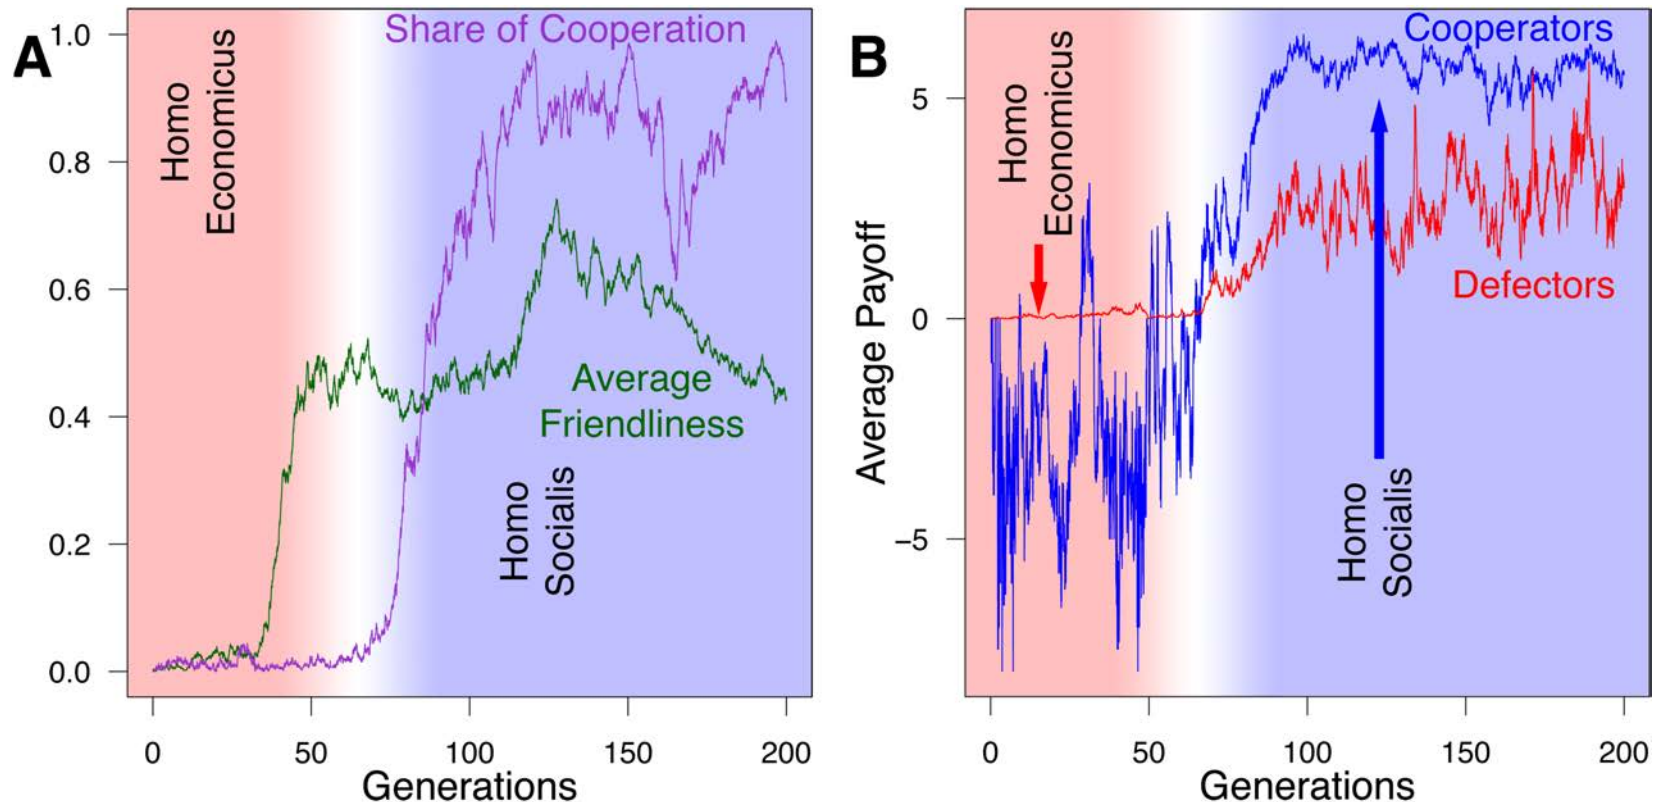 A
1.0
0.8
0.6
0.4
0.2
0.0
Share of Cooperation
Homo
Economicus
Average
Friendliness
Homo
Socialis
0 50 100 150 200
Generations
B
Average Payoff
5
0
−5
Homo
Economicus
Cooperators
Defectors
Homo
Socialis
0 50 100 150 200
Generations